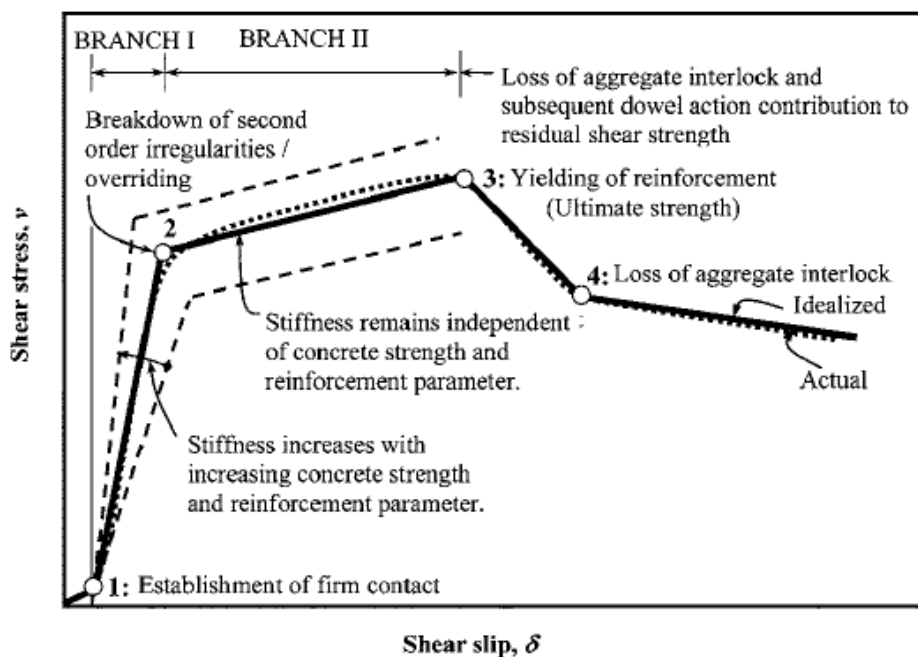 BRANCH I
BRANCH II
Loss of aggregate interlock and
subsequent dowel action contribution to
residual shear strength
Breakdown of second
order irregularities /
overriding
3: Yielding of reinforcement
(Ultimate strength)
2
4: Loss of aggregate interlock
Idealized
Stiffness remains independent
of concrete strength and
reinforcement parameter.
Actual
Stiffness increases with
increasing concrete strength
and reinforcement parameter.
1: Establishment of firm contact
Shear stress, v
Shear slip, δ